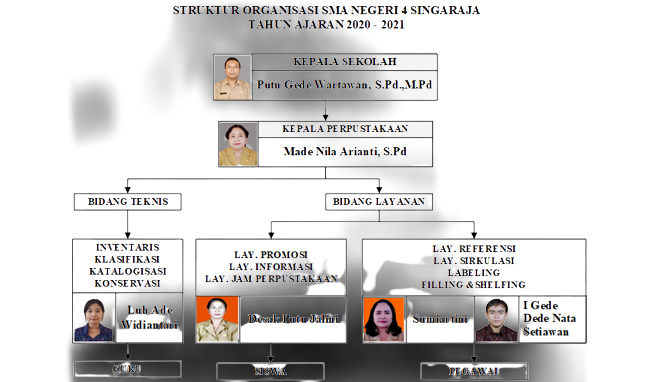 STRUKTUR ORGANISASI SMA NEGERI 4 SINGARAJA
TAHUN AJARAN 2020 - 2021
KEPALA SEKOLAH
Putu Gede Wartawan, S.Pd.,M.Pd
KEPALA PERPUSTAKAAN
Made Nila Arianti, S.Pd
BIDANG TEKNIS
BIDANG LAYANAN
INVENTARIS
KLASIFIKASI
KATALOGISASI
KONSERVASI
Luh Ade
Widiantari
LAY. PROMOSI
LAY. INFORMASI
LAY. JAM PERPUSTAKAAN
Desak Putu Jalini
LAY. REFERENSI
LAY. SIRKULASI
LABELING
FILLING &SHELFING
Sumiartini
I Gede
Dede Nata
Setiawan
GURU
SISWA
PEGAWAI